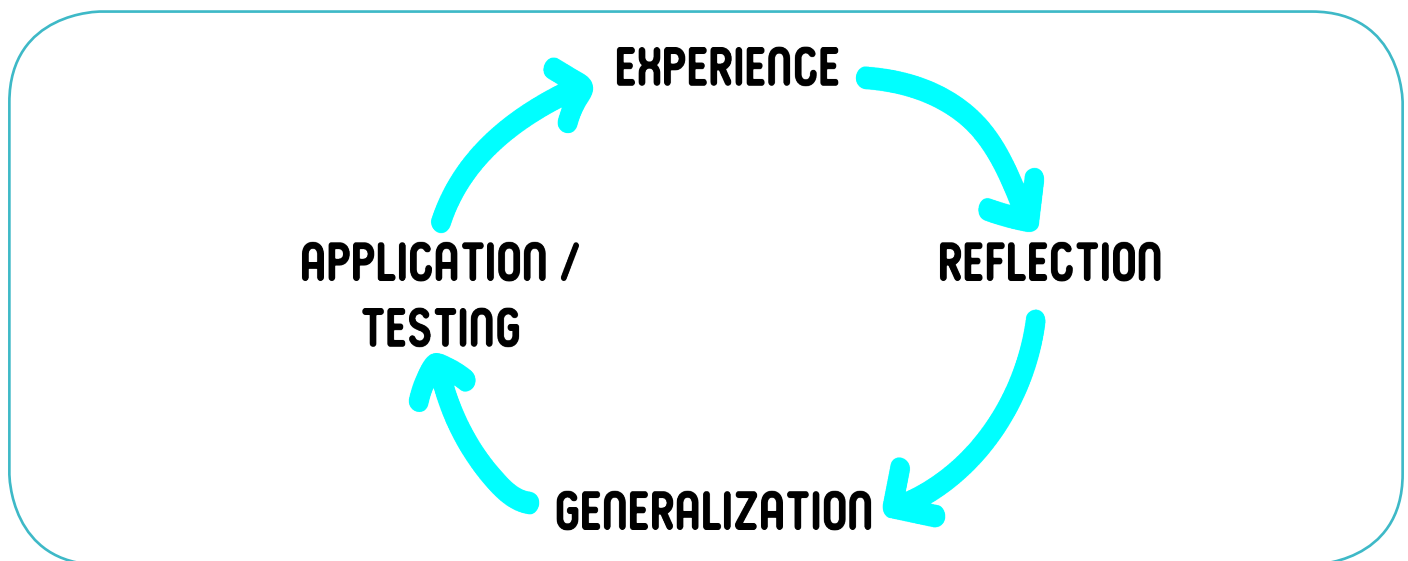 EXPERIENCE
REFLECTION
GENERALIZATION
APPLICATION /
TESTING